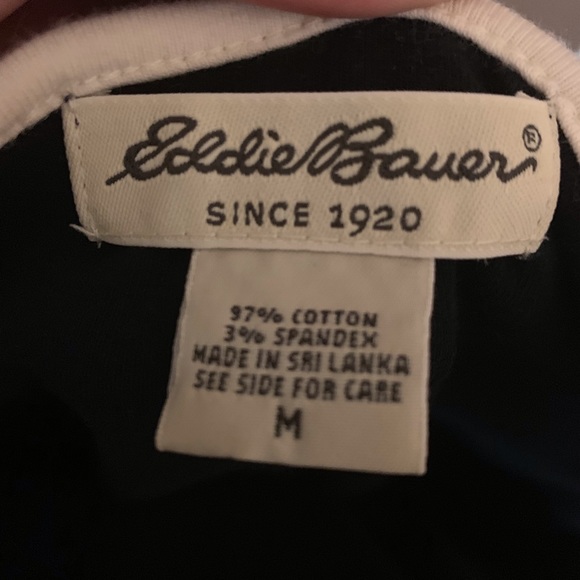 Eddie Bauer®
SINCE 1920
97% COTTON
3% SPANDEX
MADE IN SRI LANKA
SEE SIDE FOR CARE
M